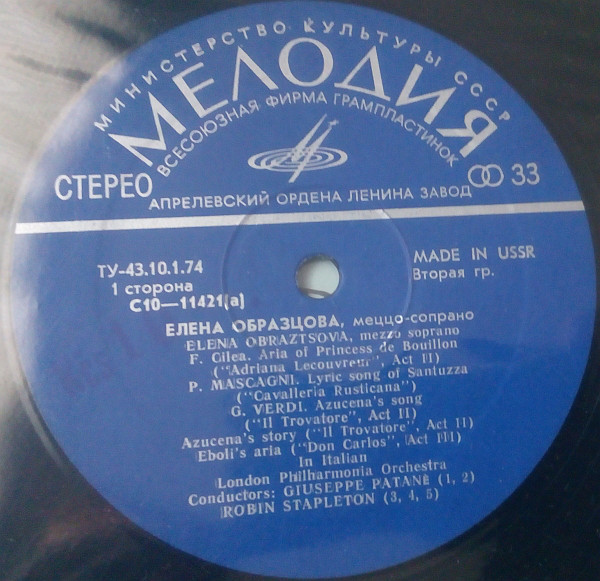 МИНИСТЕРСТВО КУЛЬТУРЫ СССР
МЕЛОДИЯ
ВСЕСОЮЗНАЯ ФИРМА ГРАМПЛАСТИНОК
СТЕРЕО
33
АПРЕЛЕВСКИЙ ОРДЕНА ЛЕНИНА ЗАВОД
ТУ-43.10.1.74
1 сторона
С10—11421(а)
MADE IN USSR
Вторая гр.
ЕЛЕНА ОБРАЗЦОВА, меццо-сопрано
ELENA OBRAZTSOVA, mezzo soprano
F. Cilea. Aria of Princess de Bouillon
("Adriana Lecouvreur", Act II)
P. MASCAGNI. Lyric song of Santuzza
("Cavalleria Rusticana")
G. VERDI. Azucena's song
("Il Trovatore", Act II)
Azucena's story ("Il Trovatore", Act II)
Eboli's aria ("Don Carlos", Act III)
In Italian
London Philharmonia Orchestra
Conductors: GIUSEPPE PATANE (1, 2)
ROBIN STAPLETON (3, 4, 5)